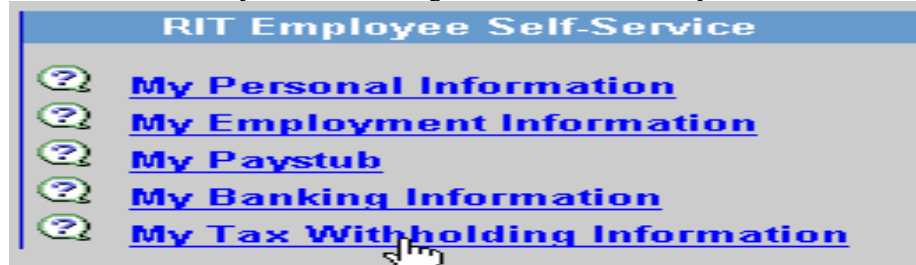 RIT Employee Self-Service
My Personal Information
My Employment Information
My Paystub
My Banking Information
My Tax Withholding Information